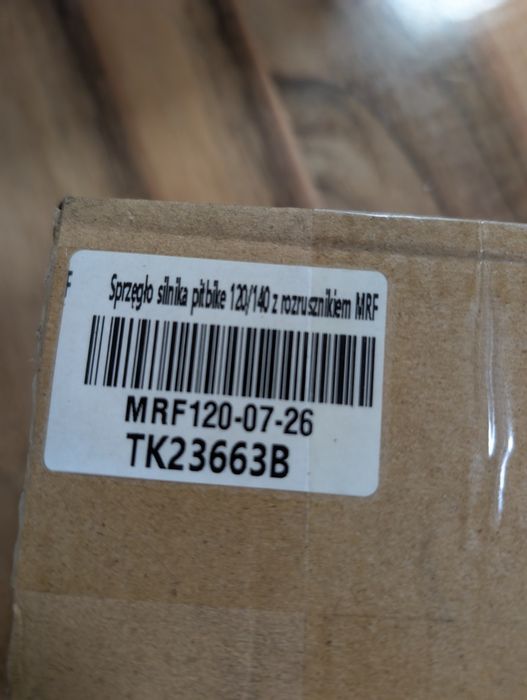 F
Sprzęgło silnika pitbike 120/140 z rozrusznikiem MRF
MRF120-07-26
TK23663B